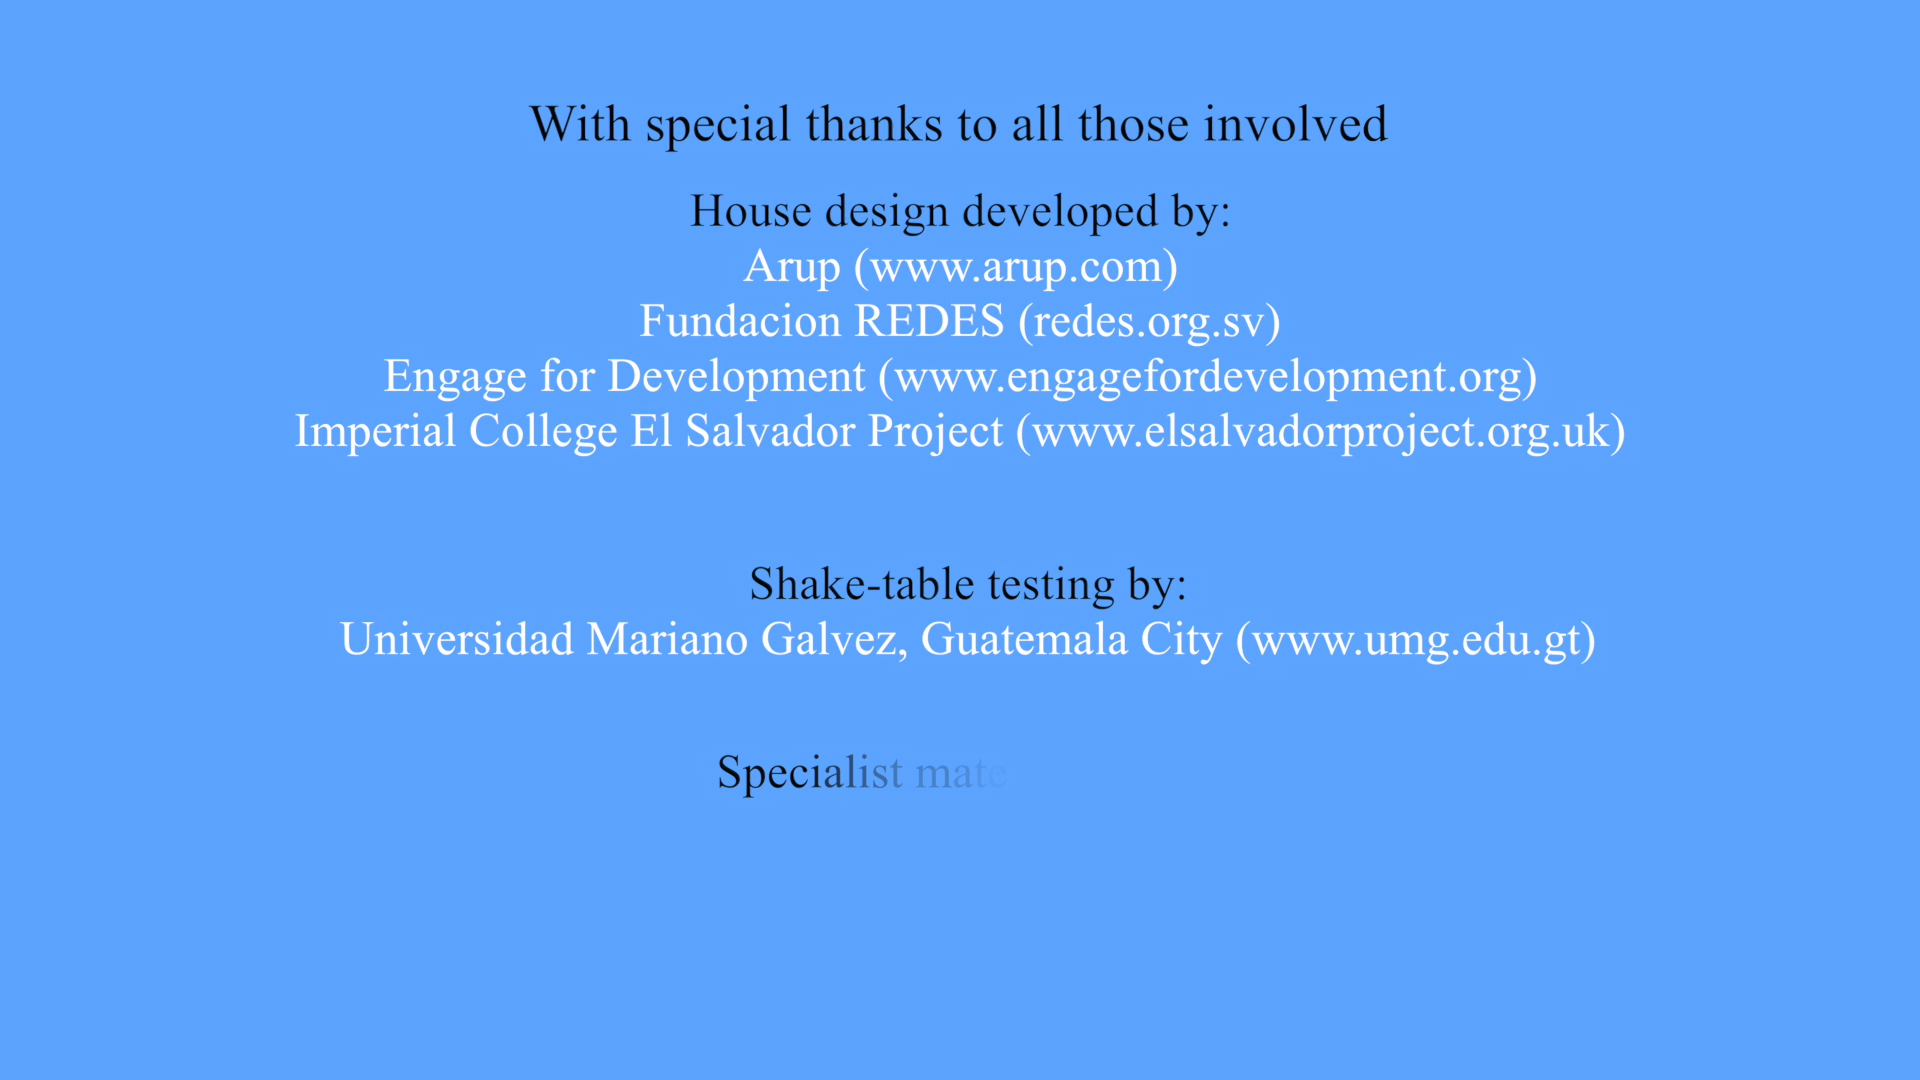 With special thanks to all those involved
House design developed by:
Arup (www.arup.com)
Fundacion REDES (redes.org.sv)
Engage for Development (www.engagefordevelopment.org)
Imperial College El Salvador Project (www.elsalvadorproject.org.uk)
Shake-table testing by:
Universidad Mariano Galvez, Guatemala City (www.umg.edu.gt)
Specialist mate